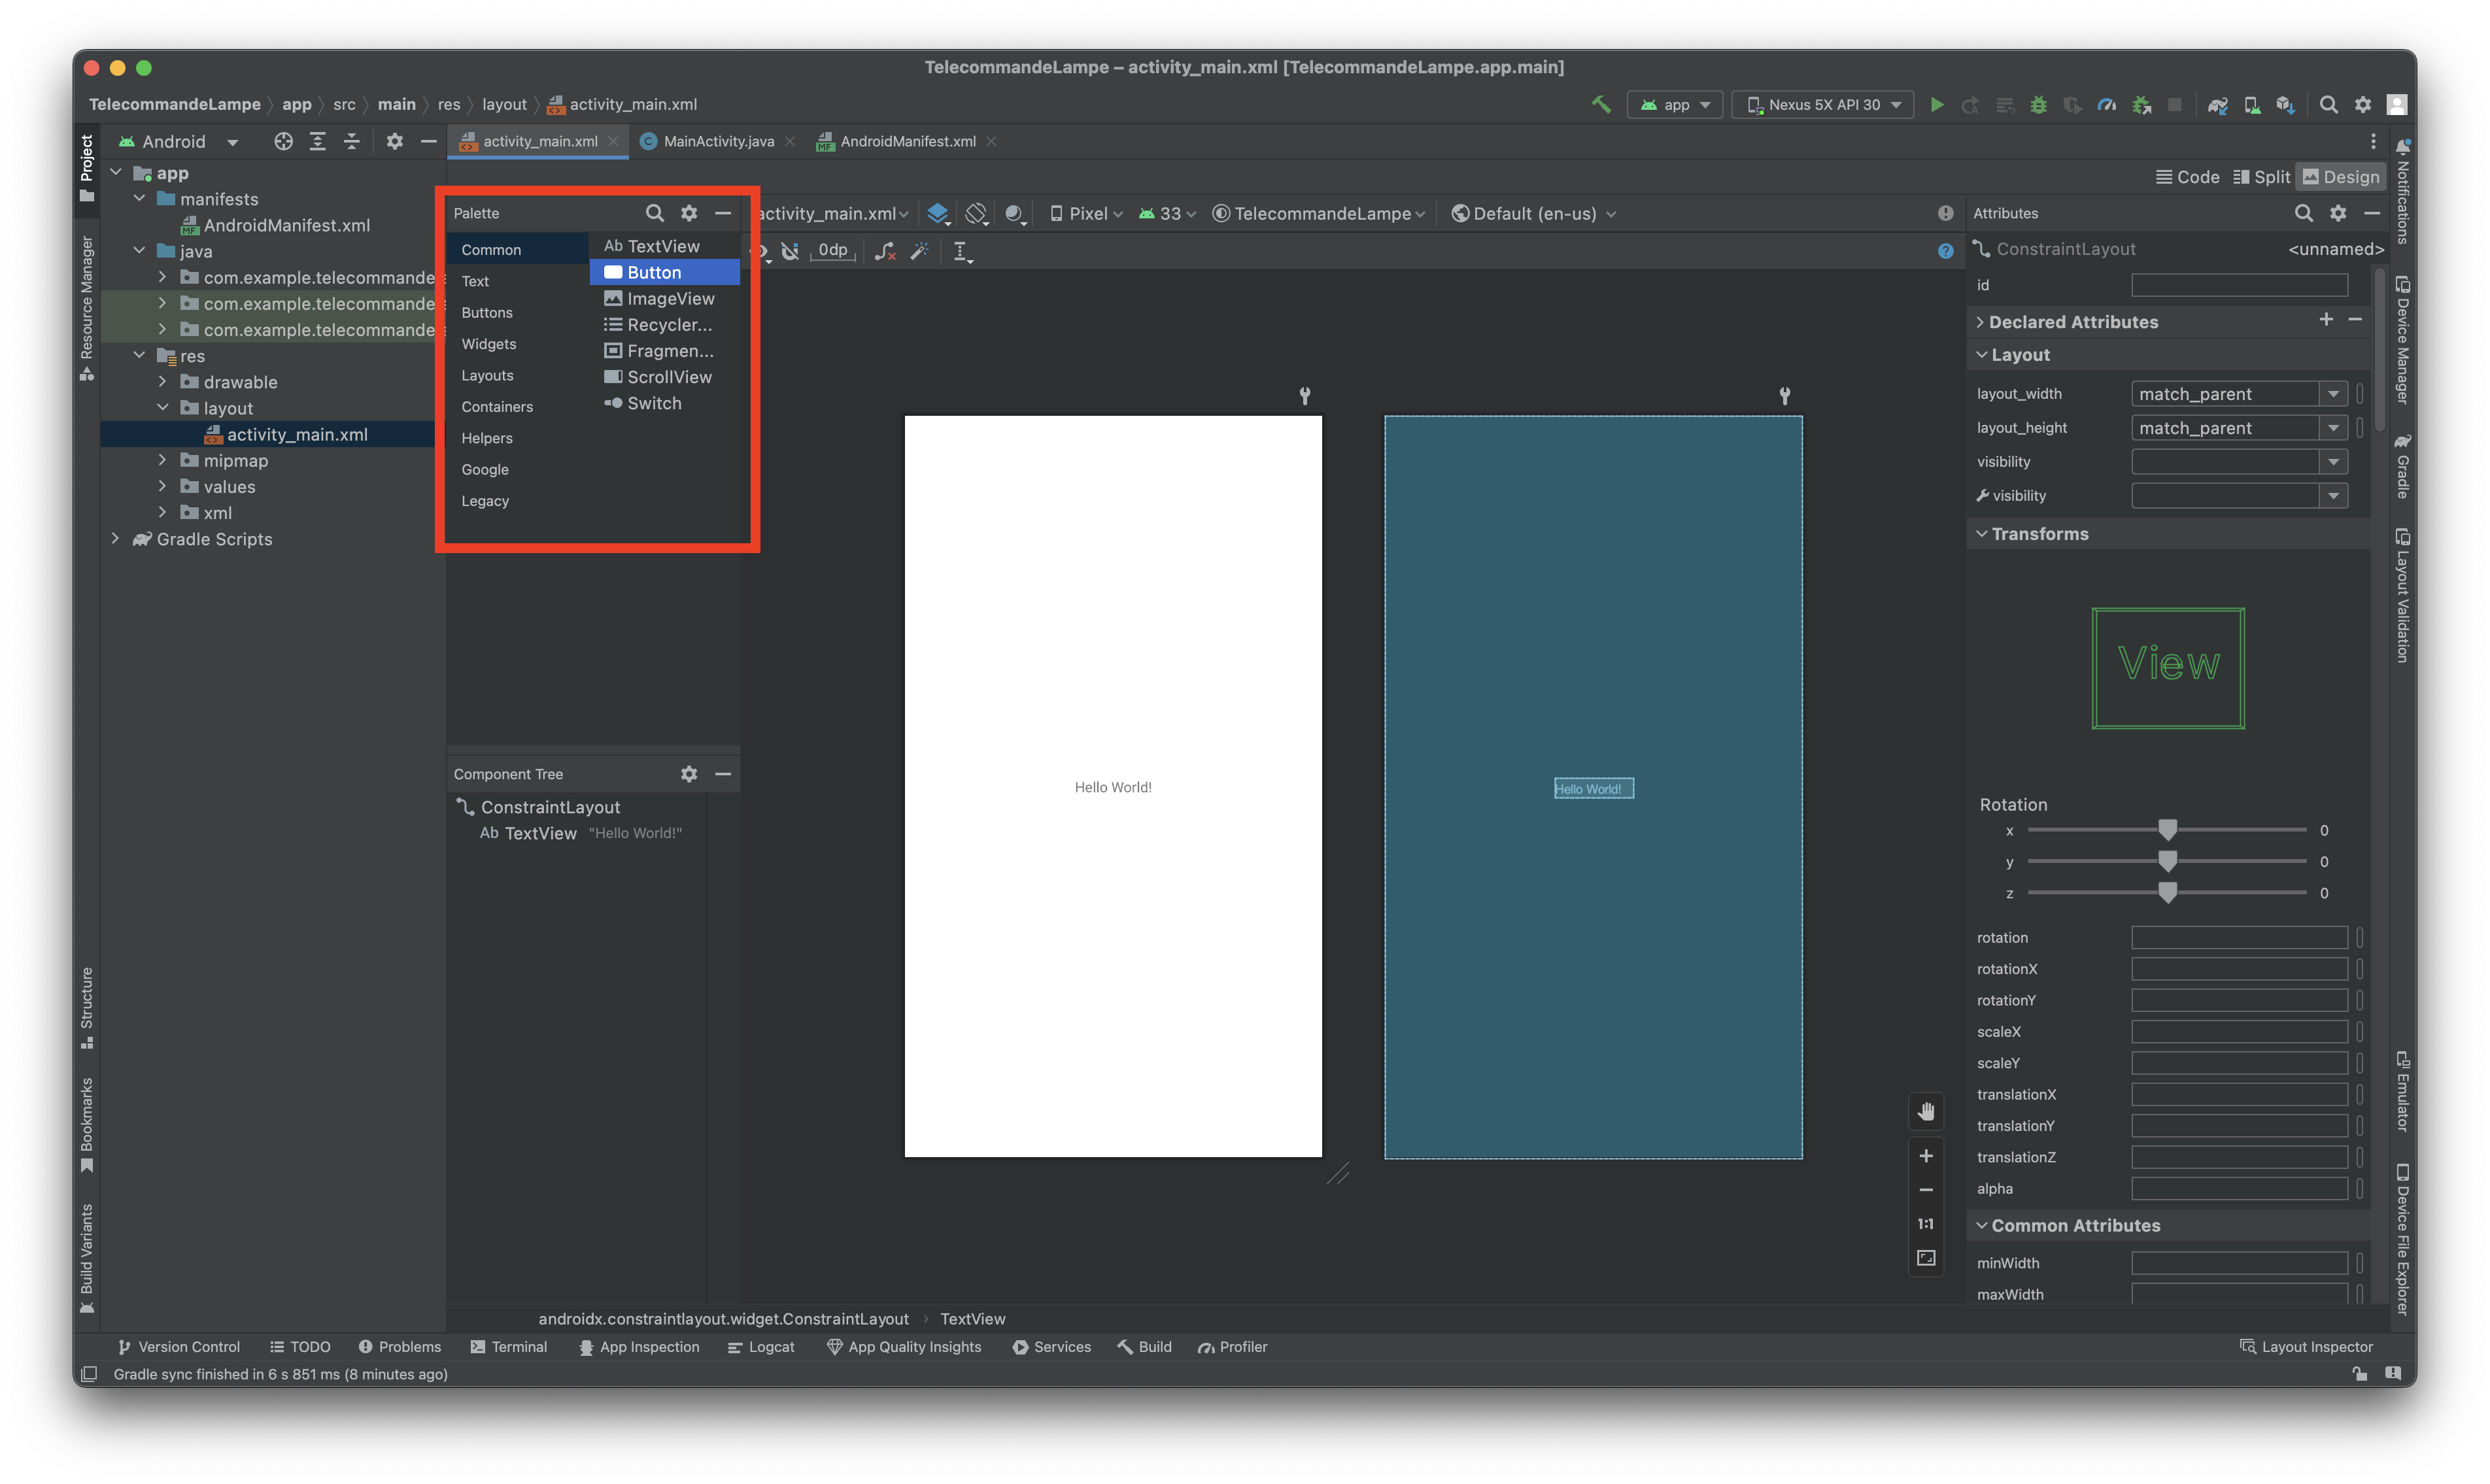 TelecommandeLampe – activity_main.xml [TelecommandeLampe.app.main]
TelecommandeLampe app src main res layout activity_main.xml
app
Nexus 5X API 30
Project
Resource Manager
Structure
Bookmarks
Build Variants
Android
app
manifests
AndroidManifest.xml
java
com.example.telecommande
com.example.telecommande
com.example.telecommande
res
drawable
layout
activity_main.xml
mipmap
values
xml
Gradle Scripts
activity_main.xml
MainActivity.java
AndroidManifest.xml
Code
Split
Design
Palette
Common
Text
Buttons
Widgets
Layouts
Containers
Helpers
Google
Legacy
Ab TextView
Button
ImageView
Recycler...
Fragmen...
ScrollView
Switch
activity_main.xml
Pixel
33
TelecommandeLampe
Default (en-us)
0dp
Hello World!
Hello World!
Component Tree
ConstraintLayout
Ab TextView "Hello World!"
1:1
Attributes
ConstraintLayout
<unnamed>
id
Declared Attributes
Layout
layout_width match_parent
layout_height match_parent
visibility
visibility
Transforms
View
Rotation
x 0
y 0
z 0
rotation
rotationX
rotationY
scaleX
scaleY
translationX
translationY
translationZ
alpha
Common Attributes
minWidth
maxWidth
Notifications
Device Manager
Gradle
Layout Validation
Emulator
Device File Explorer
androidx.constraintlayout.widget.ConstraintLayout TextView
Version Control
TODO
Problems
Terminal
App Inspection
Logcat
App Quality Insights
Services
Build
Profiler
Layout Inspector
Gradle sync finished in 6 s 851 ms (8 minutes ago)